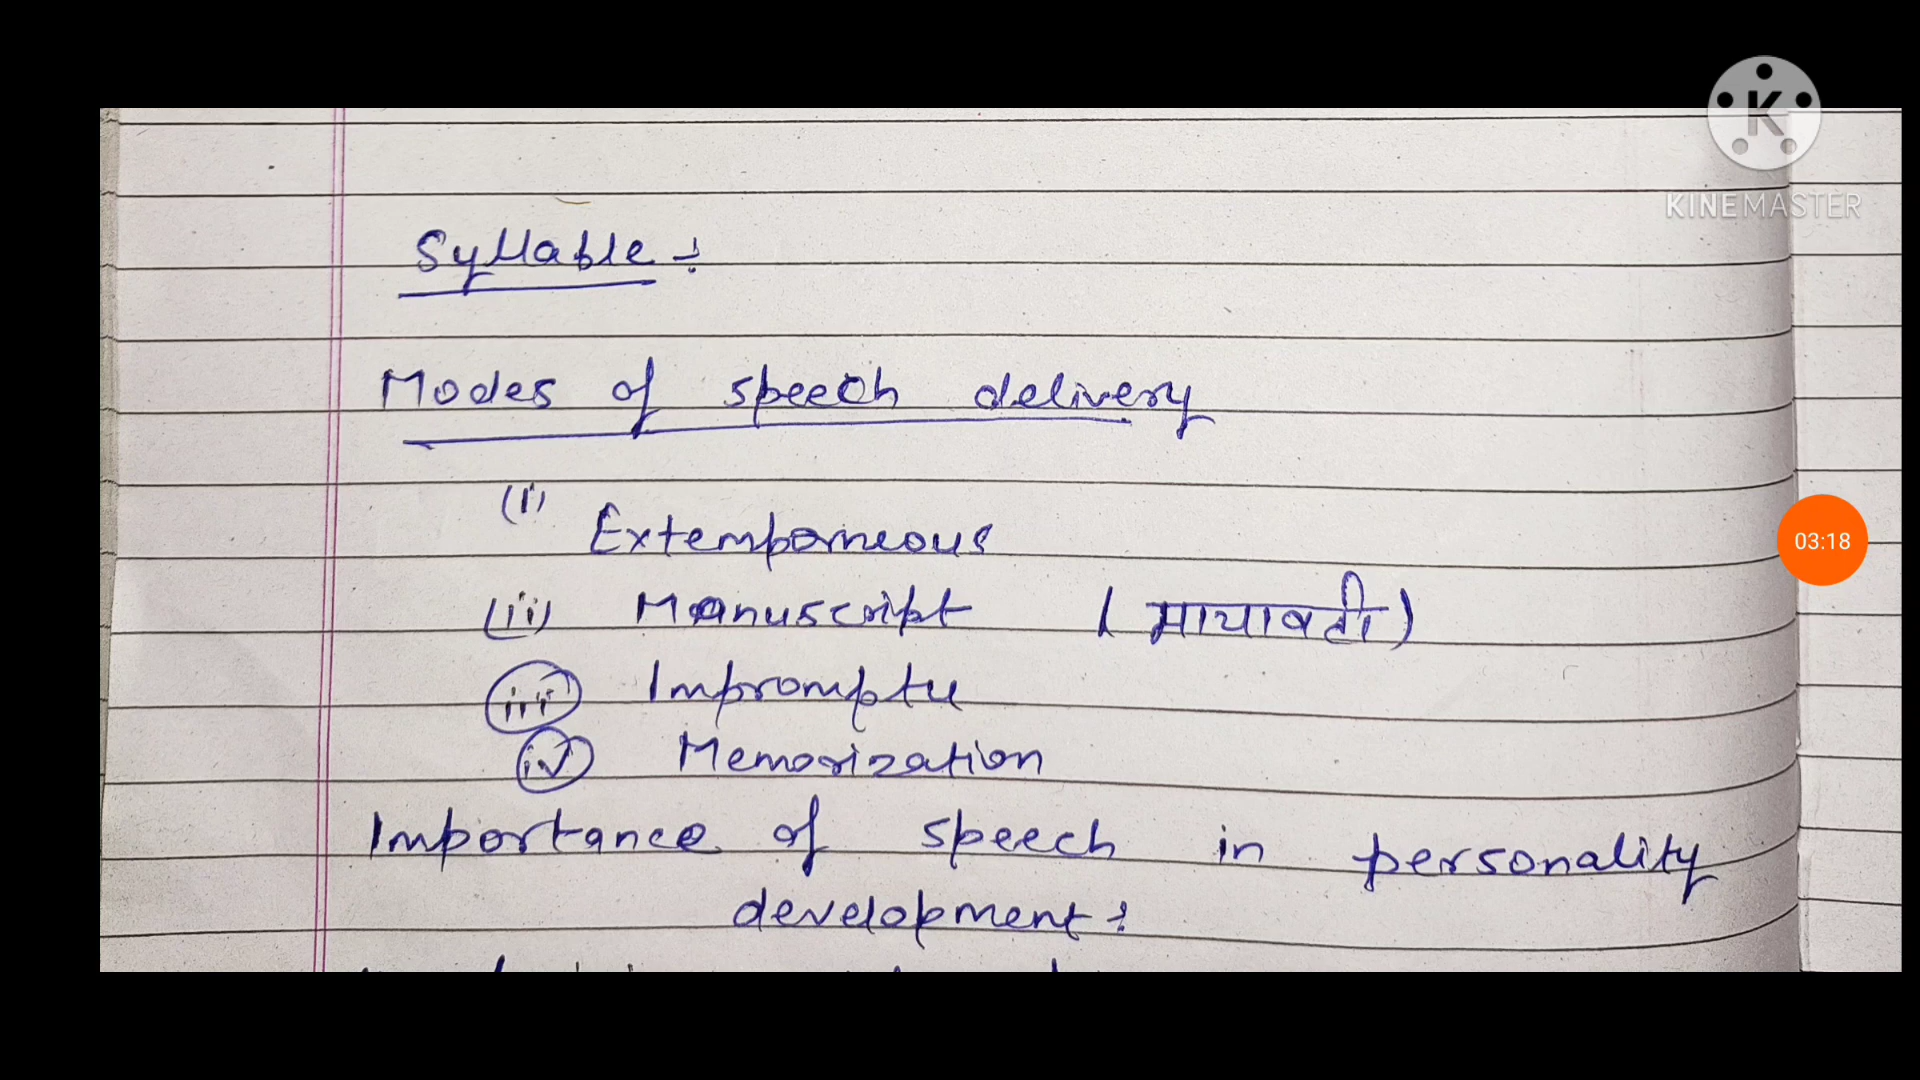 K
KINEMASTER
Syllable :
Modes of speech delivery
(i) Extemporneous
(ii) Manuscript (मायावती)
(iii) Impromptu
(iv) Memorization
03:18
Importance of speech in personality
development :